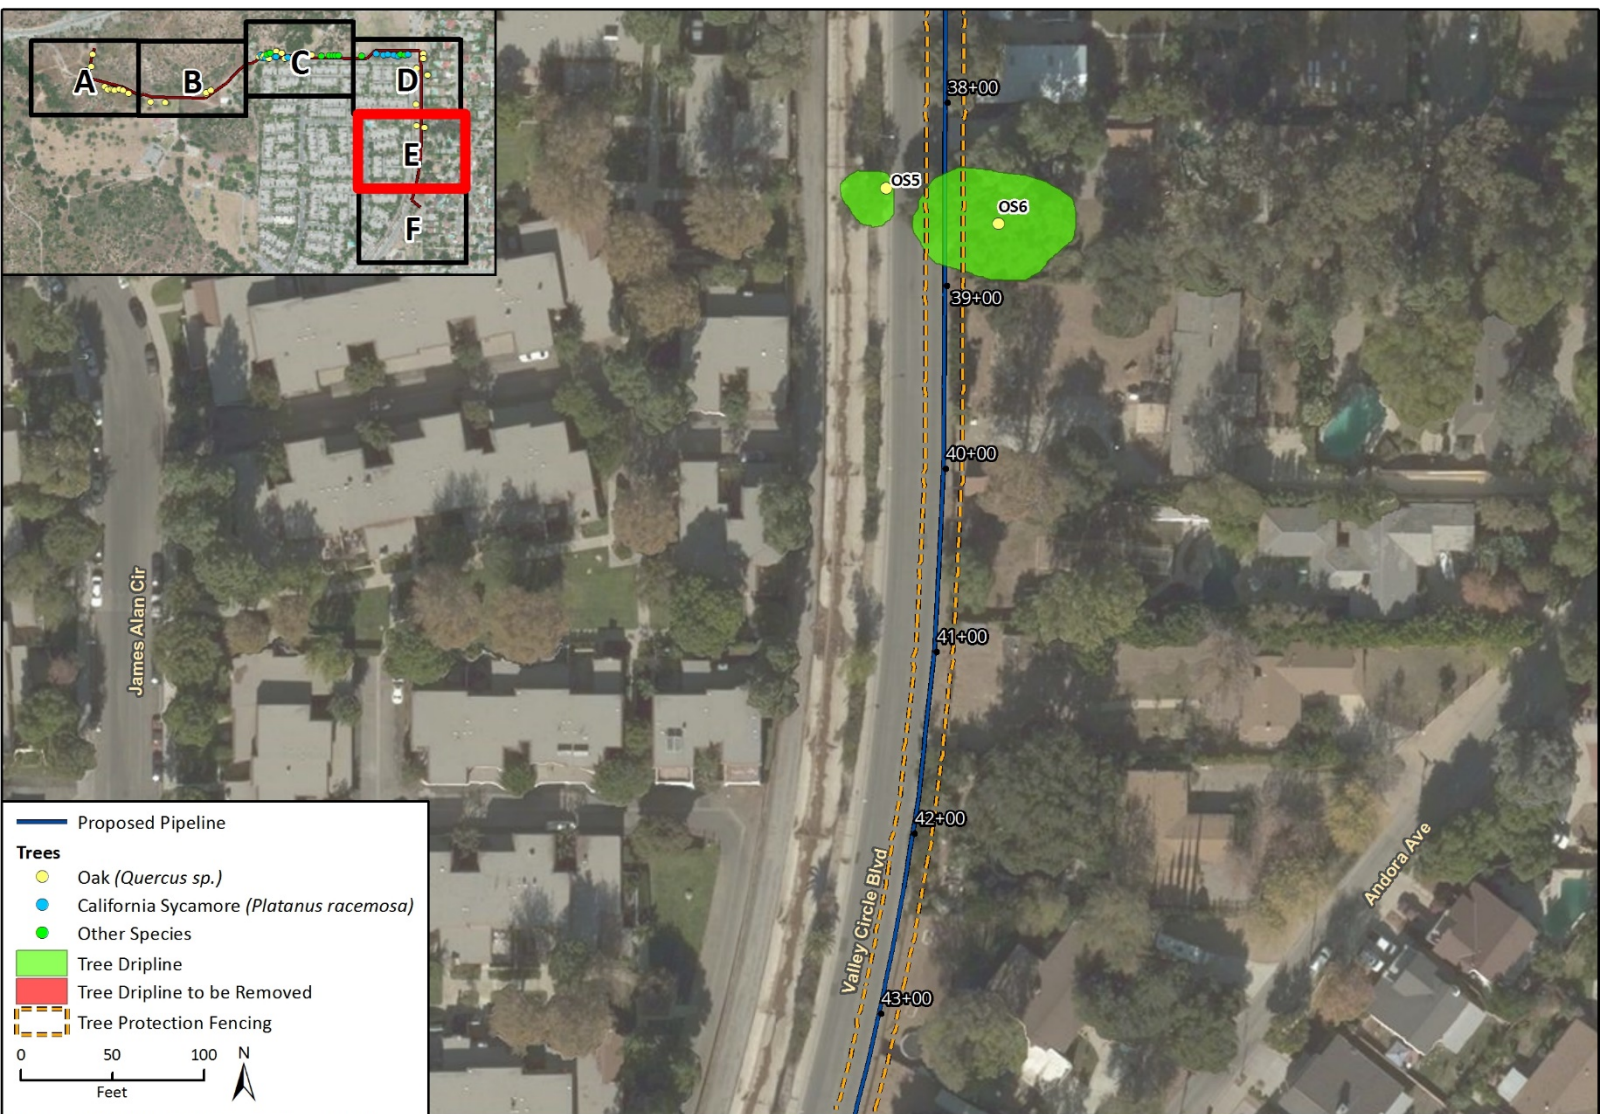 A
B
C
D
E
F
38+00
OS5
OS6
39+00
40+00
41+00
42+00
43+00
James Alan Cir
Valley Circle Blvd
Andora Ave
Proposed Pipeline
Trees
Oak (Quercus sp.)
California Sycamore (Platanus racemosa)
Other Species
Tree Dripline
Tree Dripline to be Removed
Tree Protection Fencing
0 50 100 N
Feet